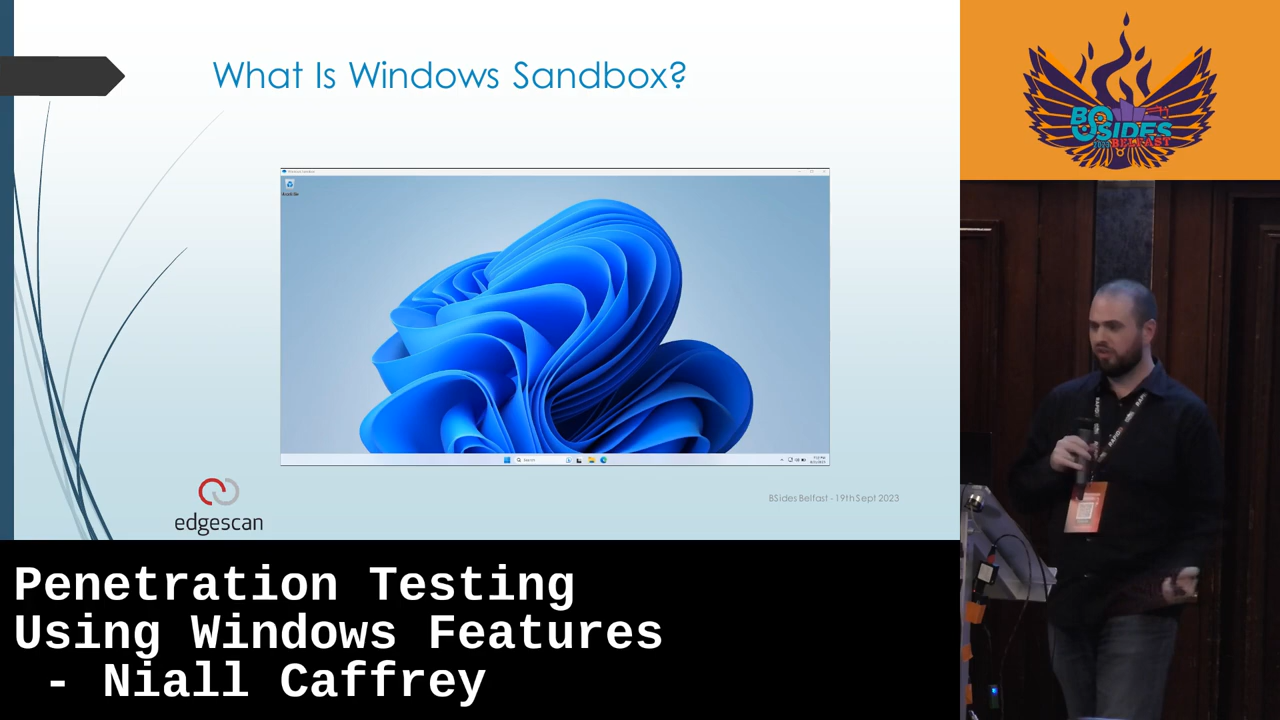 What Is Windows Sandbox?
BSides Belfast - 19th Sept 2023
edgescan
BSIDES
BELFAST
Penetration Testing
Using Windows Features
- Niall Caffrey